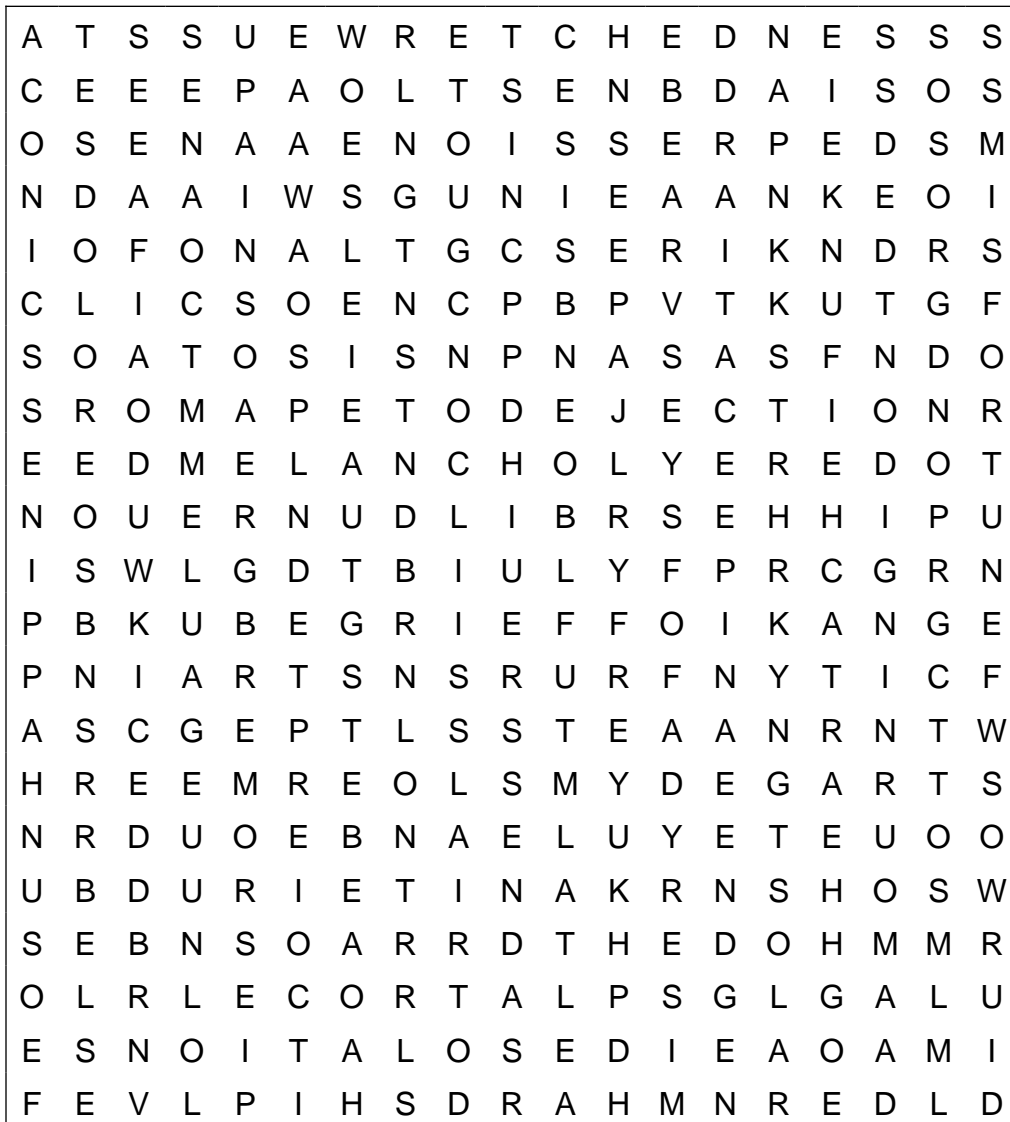 A T S S U E W R E T C H E D N E S S S
C E E E P A O L T S E N B D A I S O S
O S E N A A E N O I S S E R P E D S M
N D A A I W S G U N I E A A N K E O I
I O F O N A L T G C S E R I K N D R S
C L I C S O E N C P B P V T K U T G F
S O A T O S I S N P N A S A S F N D O
S R O M A P E T O D E J E C T I O N R
E E D M E L A N C H O L Y E R E D O T
N O U E R N U D L I B R S E H H I P U
I S W L G D T B I U L Y F P R C G R N
P B K U B E G R I E F F O I K A N G E
P N I A R T S N S R U R F N Y T I C F
A S C G E P T L S S T E A A N R N T W
H R E E M R E O L S M Y D E G A R T S
N R D U O E B N A E L U Y E T E U O O
U B D U R I E T I N A K R N S H O S W
S E B N S O A R R D T H E D O H M M R
O L R L E C O R T A L P S G L G A L U
E S N O I T A L O S E D I E A O A M I
F E V L P I H S D R A H M N R E D L D